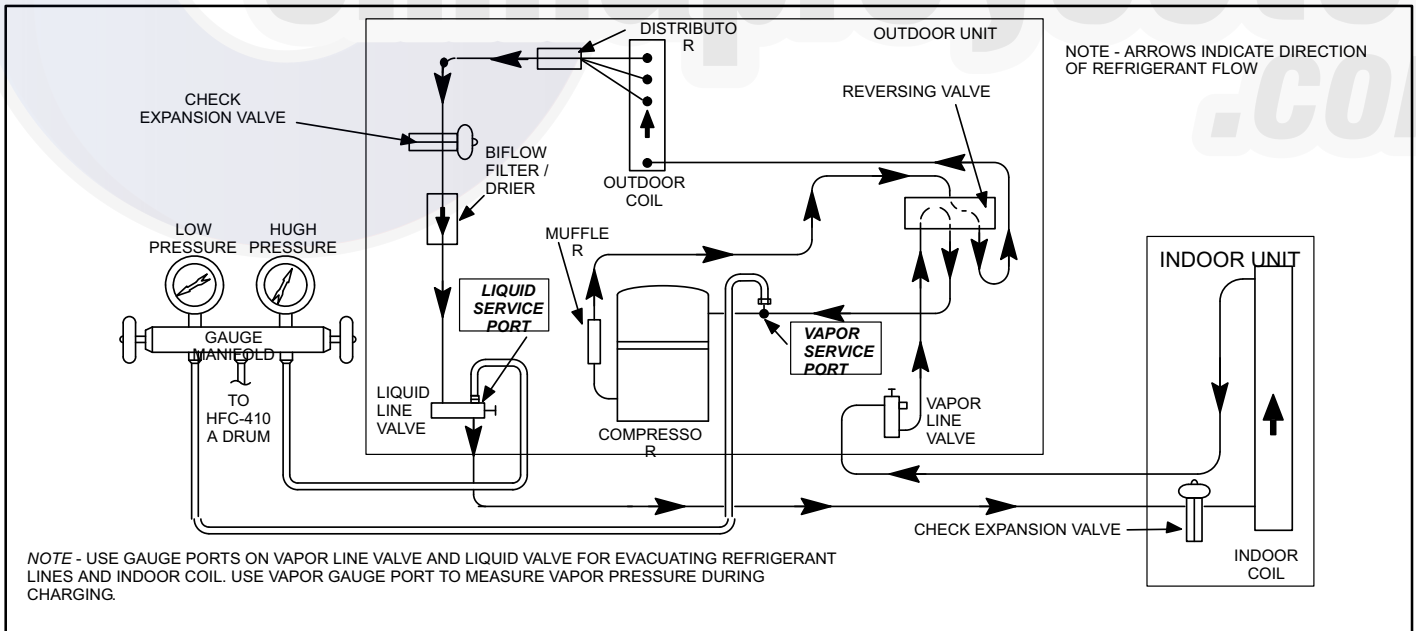 DISTRIBUTO
R
OUTDOOR UNIT
NOTE - ARROWS INDICATE DIRECTION
OF REFRIGERANT FLOW
REVERSING VALVE
CHECK
EXPANSION VALVE
BIFLOW
FILTER /
DRIER
OUTDOOR
COIL
LOW
PRESSURE
HUGH
PRESSURE
MUFFLE
R
INDOOR UNIT
LIQUID
SERVICE
PORT
GAUGE
MANIFOLD
VAPOR
SERVICE
PORT
TO
HFC-410
A DRUM
LIQUID
LINE
VALVE
COMPRESSO
R
VAPOR
LINE
VALVE
CHECK EXPANSION VALVE
INDOOR
COIL
NOTE - USE GAUGE PORTS ON VAPOR LINE VALVE AND LIQUID VALVE FOR EVACUATING REFRIGERANT
LINES AND INDOOR COIL. USE VAPOR GAUGE PORT TO MEASURE VAPOR PRESSURE DURING
CHARGING.